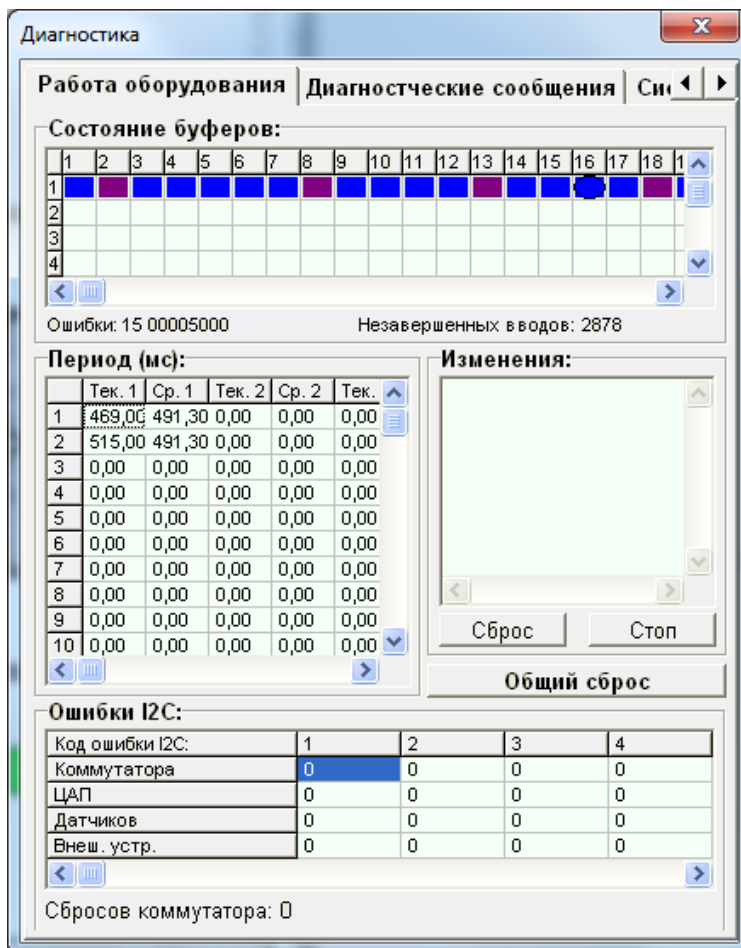 Диагностика
Работа оборудования Диагностческие сообщения Си
Состояние буферов:
1 2 3 4 5 6 7 8 9 10 11 12 13 14 15 16 17 18 1
1
2
3
4
Ошибки: 15 00005000 Незавершенных вводов: 2878
Период (мс):
Тек. 1 Ср. 1 Тек. 2 Ср. 2 Тек.
1 469,00 491,30 0,00 0,00 0,00
2 515,00 491,30 0,00 0,00 0,00
3 0,00 0,00 0,00 0,00 0,00
4 0,00 0,00 0,00 0,00 0,00
5 0,00 0,00 0,00 0,00 0,00
6 0,00 0,00 0,00 0,00 0,00
7 0,00 0,00 0,00 0,00 0,00
8 0,00 0,00 0,00 0,00 0,00
9 0,00 0,00 0,00 0,00 0,00
10 0,00 0,00 0,00 0,00 0,00
Изменения:
Сброс Стоп
Общий сброс
Ошибки I2C:
Код ошибки I2C: 1 2 3 4
Коммутатора 0 0 0 0
ЦАП 0 0 0 0
Датчиков 0 0 0 0
Внеш. устр. 0 0 0 0
Сбросов коммутатора: 0